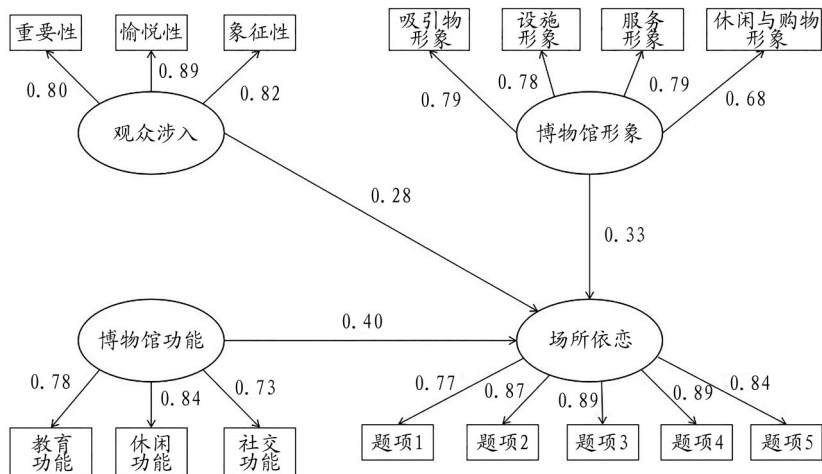 重要性
愉悦性
象征性
吸引物
形象
设施
形象
服务
形象
休闲与购物
形象
0.80
0.89
0.82
0.79
0.78
0.79
0.68
观众涉入
博物馆形象
0.28
0.33
博物馆功能
0.40
场所依恋
0.78
0.84
0.73
0.77
0.87
0.89
0.89
0.84
教育
功能
休闲
功能
社交
功能
题项1
题项2
题项3
题项4
题项5